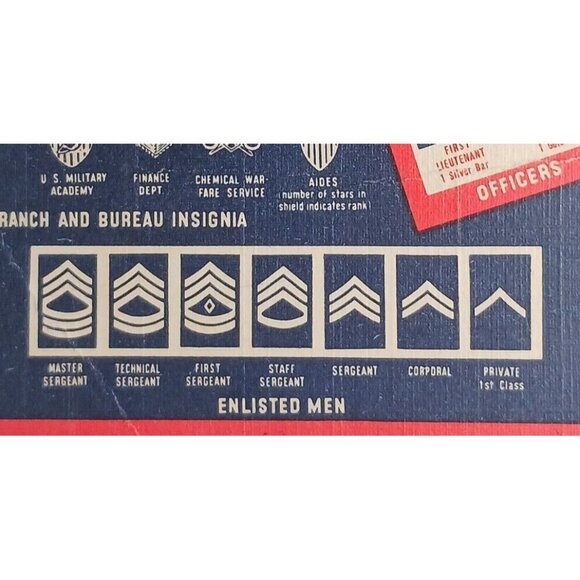 U. S. MILITARY
ACADEMY
FINANCE
DEPT.
CHEMICAL WAR-
FARE SERVICE
AIDES
(number of stars in
shield indicates rank)
FIRST
LIEUTENANT
1 Silver Bar
OFFICERS
RANCH AND BUREAU INSIGNIA
MASTER
SERGEANT
TECHNICAL
SERGEANT
FIRST
SERGEANT
STAFF
SERGEANT
SERGEANT
CORPORAL
PRIVATE
1st Class
ENLISTED MEN